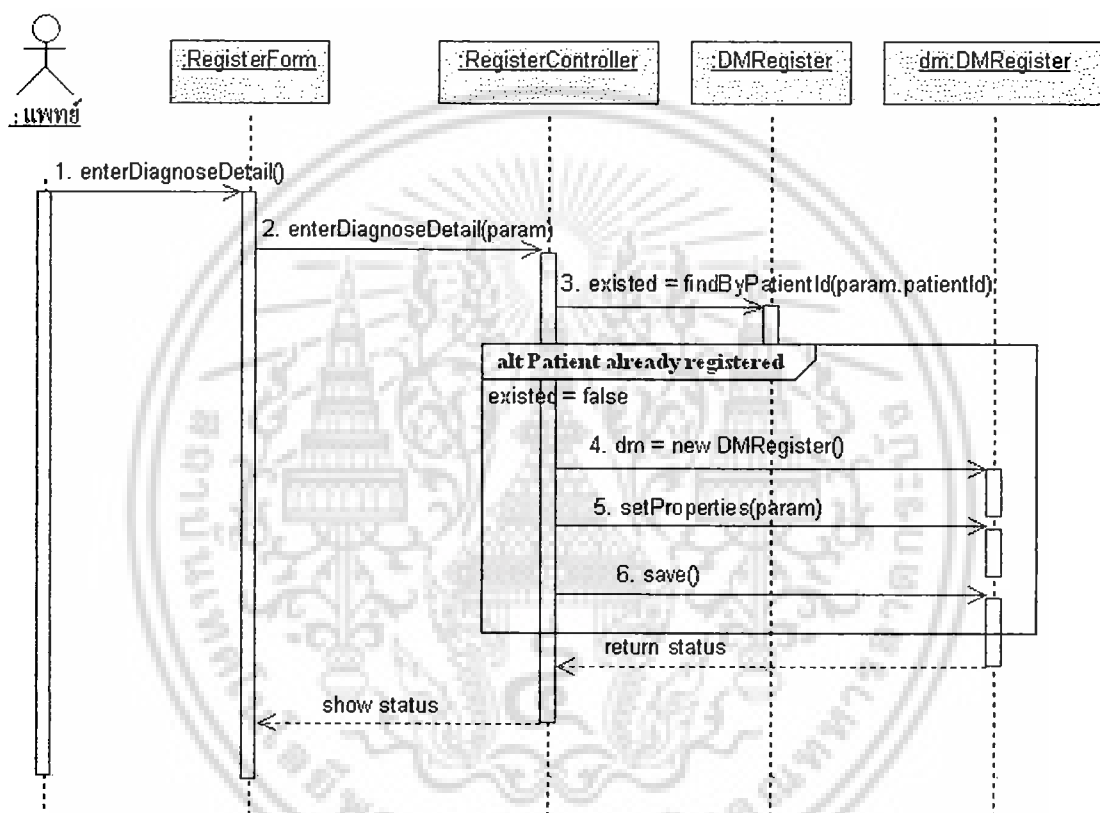 : แพทย์
:RegisterForm
:RegisterController
:DMRegister
dm:DMRegister
1. enterDiagnoseDetail()
2. enterDiagnoseDetail(param)
3. existed = findByPatientId(param.patientId)
alt Patient already registered
existed = false
4. dm = new DMRegister()
5. setProperties(param)
6. save()
return status
show status